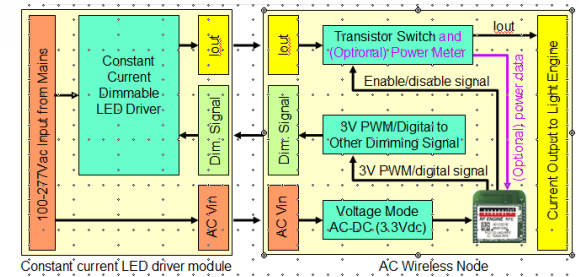 100-277Vac Input from Mains
Constant
Current
Dimmable
LED Driver
Iout
Dim. Signal
AC Vin
Constant current LED driver module
Iout
Dim. Signal
AC Vin
Transistor Switch and
(Optional) Power Meter
Iout
Enable/disable signal
3V PWM/Digital to
Other Dimming Signal
3V PWM/digital signal
Voltage Mode
AC-DC (3.3Vdc)
(Optional) power data
RF ENGINE
Current Output to Light Engine
AC Wireless Node